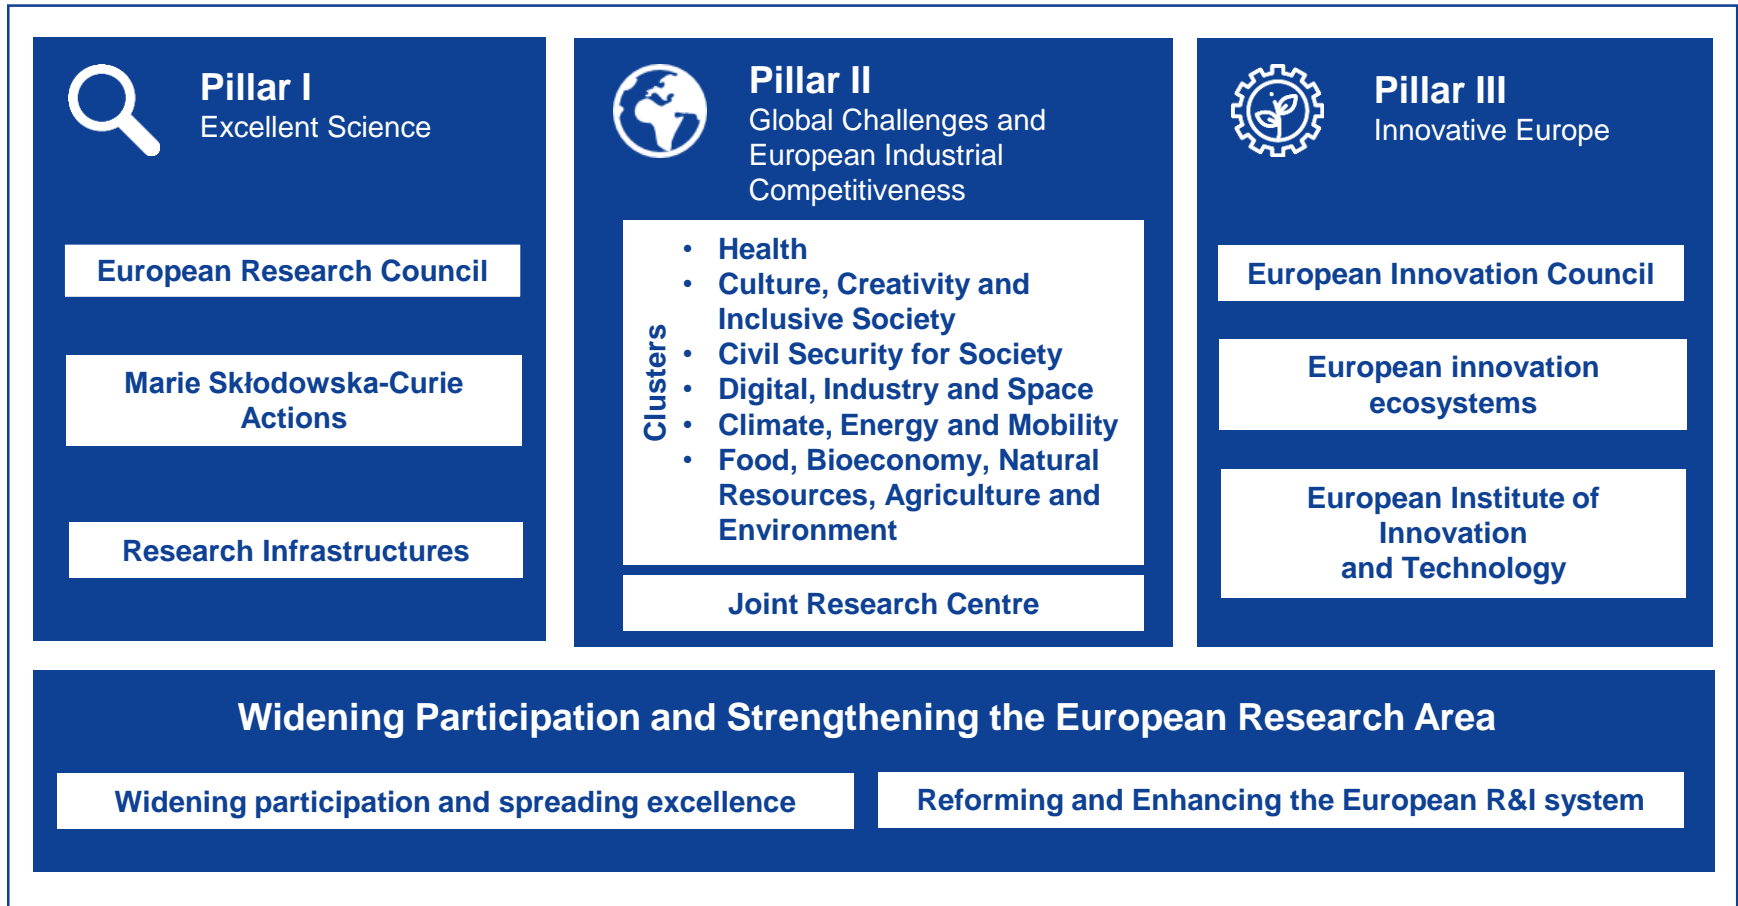 Pillar I
Excellent Science
European Research Council
Marie Skłodowska-Curie
Actions
Research Infrastructures
Pillar II
Global Challenges and
European Industrial
Competitiveness
Clusters
• Health
• Culture, Creativity and
Inclusive Society
• Civil Security for Society
• Digital, Industry and Space
• Climate, Energy and Mobility
• Food, Bioeconomy, Natural
Resources, Agriculture and
Environment
Joint Research Centre
Pillar III
Innovative Europe
European Innovation Council
European innovation
ecosystems
European Institute of
Innovation
and Technology
Widening Participation and Strengthening the European Research Area
Widening participation and spreading excellence
Reforming and Enhancing the European R&I system